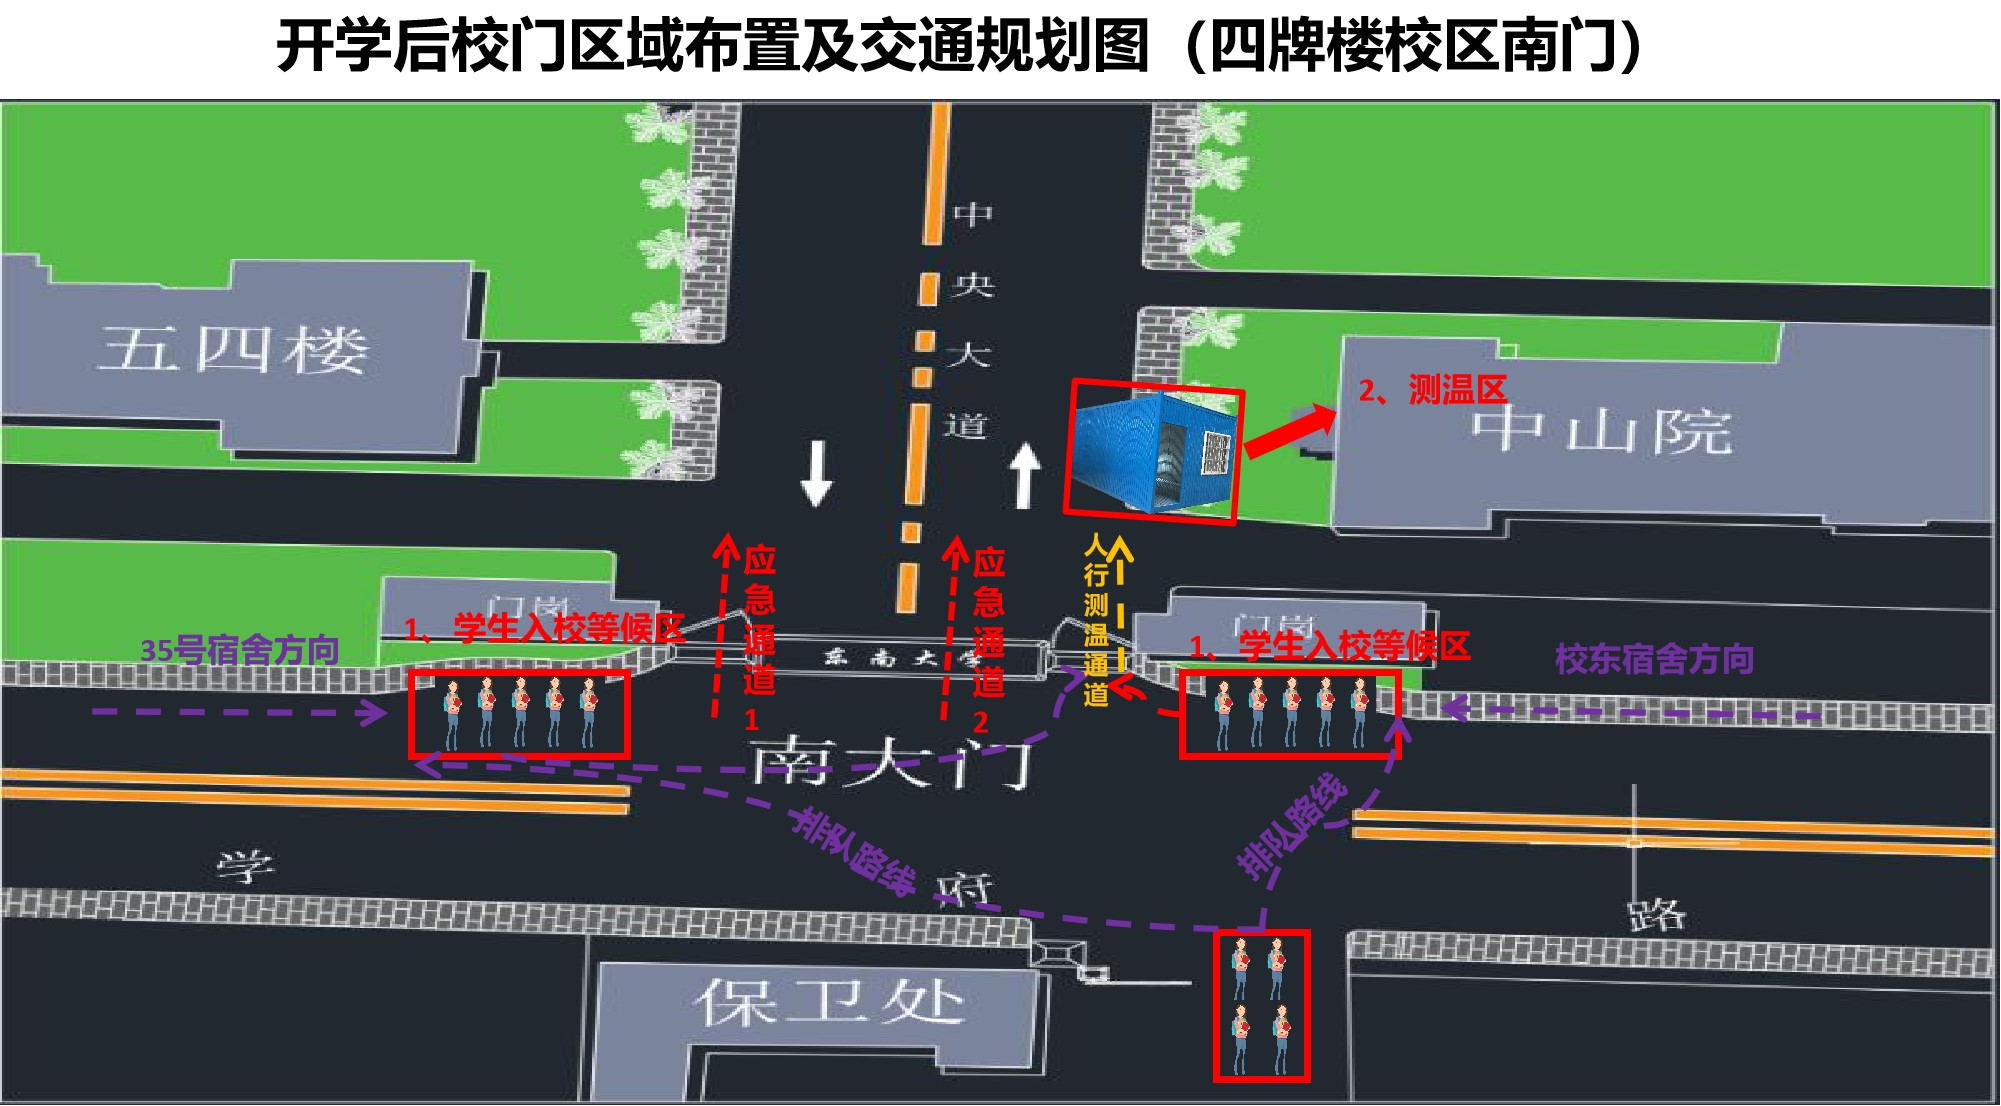 开学后校门区域布置及交通规划图（四牌楼校区南门）
中央大道
五四楼
2、测温区
中山院
应急通道1
应急通道2
人行测温通道
门岗
门岗
1、学生入校等候区
1、学生入校等候区
35号宿舍方向
校东宿舍方向
东南大学
南大门
排队路线
排队路线
学府路
保卫处